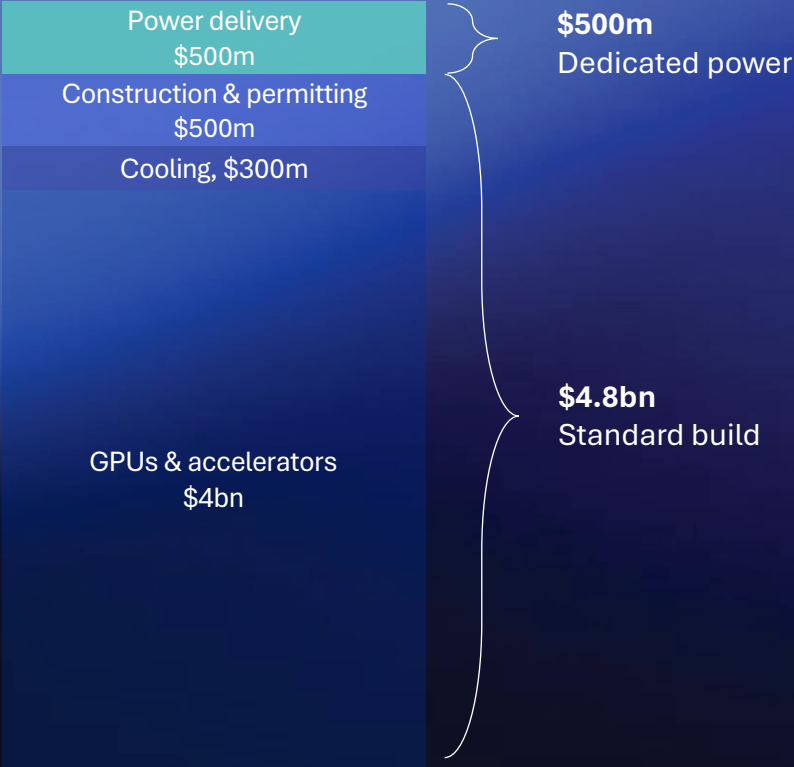 Power delivery
$500m
Construction & permitting
$500m
Cooling, $300m
GPUs & accelerators
$4bn
$500m
Dedicated power
$4.8bn
Standard build